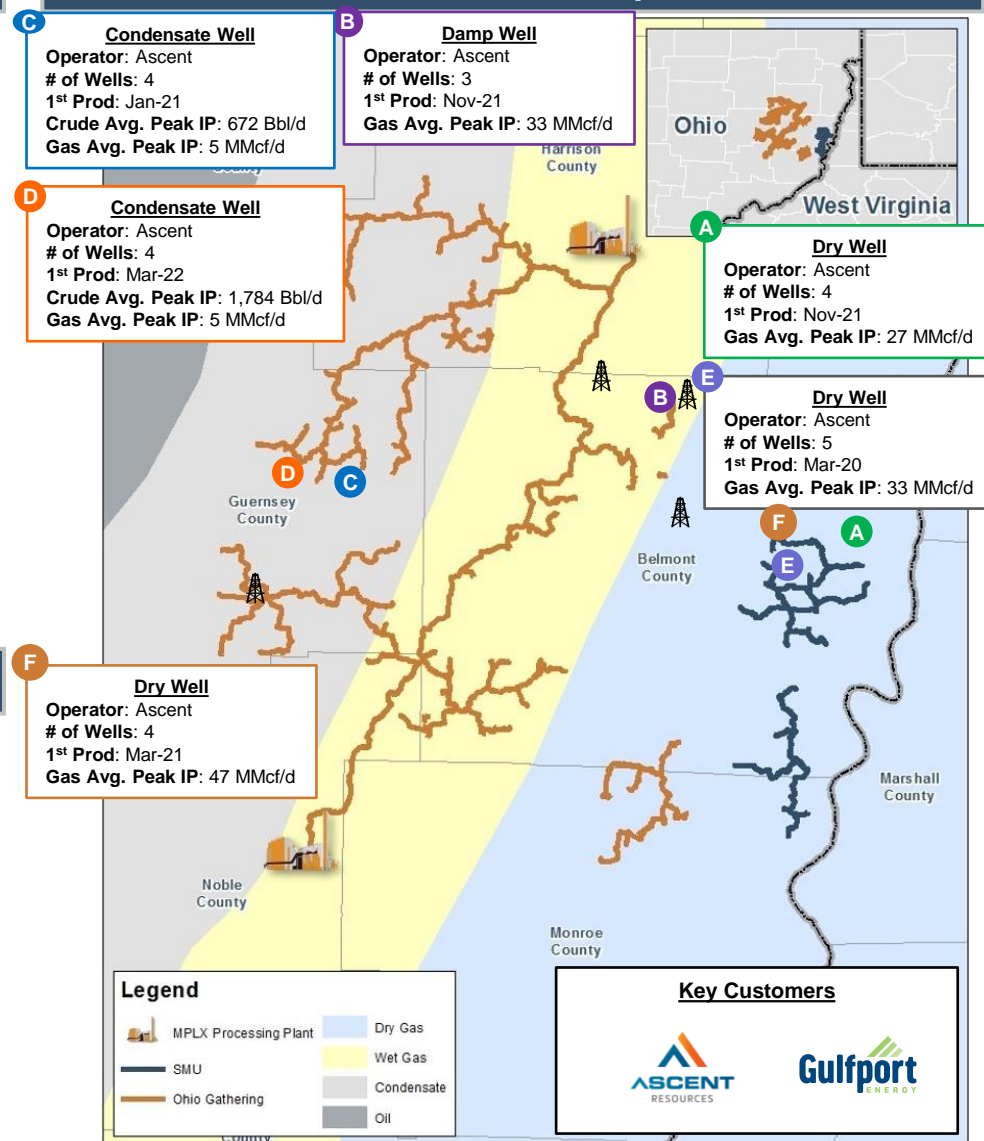 C
Condensate Well
Operator: Ascent
# of Wells: 4
1st Prod: Jan-21
Crude Avg. Peak IP: 672 Bbl/d
Gas Avg. Peak IP: 5 MMcf/d
B
Damp Well
Operator: Ascent
# of Wells: 3
1st Prod: Nov-21
Gas Avg. Peak IP: 33 MMcf/d
Ohio
West Virginia
Harrison
County
D
Condensate Well
Operator: Ascent
# of Wells: 4
1st Prod: Mar-22
Crude Avg. Peak IP: 1,784 Bbl/d
Gas Avg. Peak IP: 5 MMcf/d
A
Dry Well
Operator: Ascent
# of Wells: 4
1st Prod: Nov-21
Gas Avg. Peak IP: 27 MMcf/d
E
Dry Well
Operator: Ascent
# of Wells: 5
1st Prod: Mar-20
Gas Avg. Peak IP: 33 MMcf/d
B
D
C
Guernsey
County
F
A
E
Belmont
County
F
Dry Well
Operator: Ascent
# of Wells: 4
1st Prod: Mar-21
Gas Avg. Peak IP: 47 MMcf/d
Marshall
County
Noble
County
Monroe
County
Legend
MPLX Processing Plant
SMU
Ohio Gathering
Dry Gas
Wet Gas
Condensate
Oil
County
Key Customers
ASCENT
RESOURCES
Gulfport
ENERGY